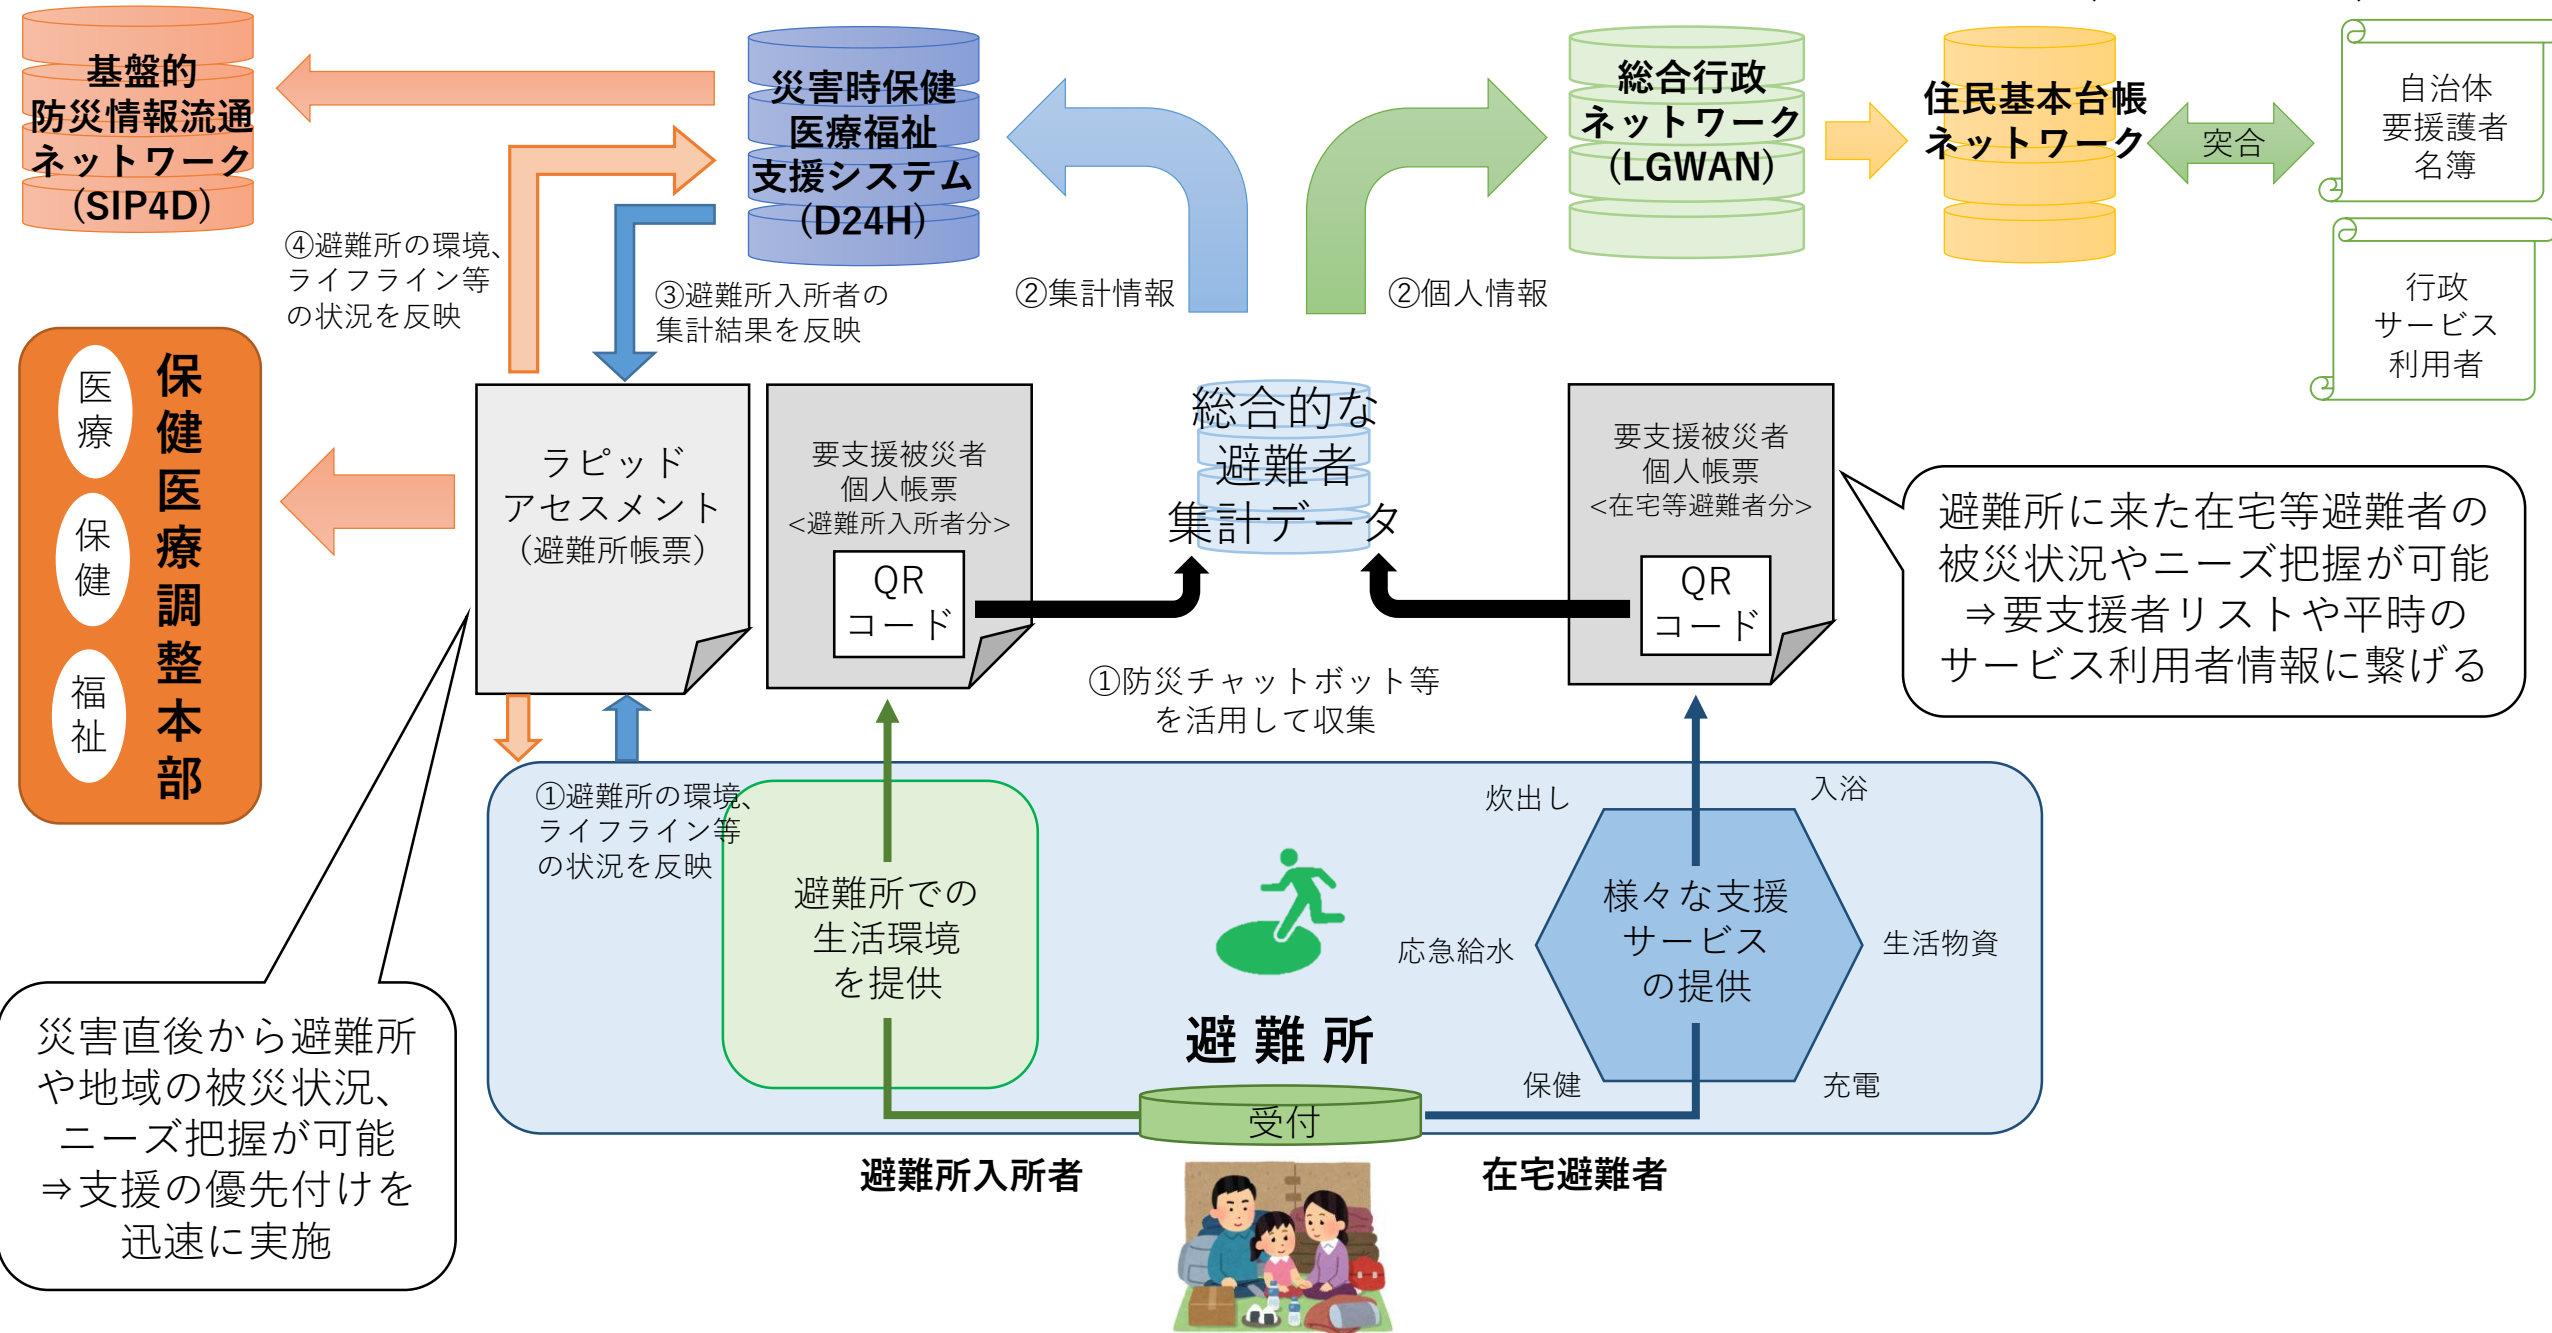 基盤的
防災情報流通
ネットワーク
(SIP4D)
災害時保健
医療福祉
支援システム
(D24H)
総合行政
ネットワーク
(LGWAN)
住民基本台帳
ネットワーク
突合
自治体
要援護者
名簿
行政
サービス
利用者
④避難所の環境、
ライフライン等
の状況を反映
③避難所入所者の
集計結果を反映
②集計情報
②個人情報
保健医療調整本部
医療
保健
福祉
ラピッド
アセスメント
（避難所帳票）
要支援被災者
個人帳票
<避難所入所者分>
QR
コード
総合的な
避難者
集計データ
要支援被災者
個人帳票
<在宅等避難者分>
QR
コード
避難所に来た在宅等避難者の
被災状況やニーズ把握が可能
⇒要支援者リストや平時の
サービス利用者情報に繋げる
①防災チャットボット等
を活用して収集
①避難所の環境、
ライフライン等
の状況を反映
避難所での
生活環境
を提供
避難所
炊出し
入浴
応急給水
様々な支援
サービス
の提供
生活物資
保健
充電
受付
避難所入所者
在宅避難者
災害直後から避難所
や地域の被災状況、
ニーズ把握が可能
⇒支援の優先付けを
迅速に実施